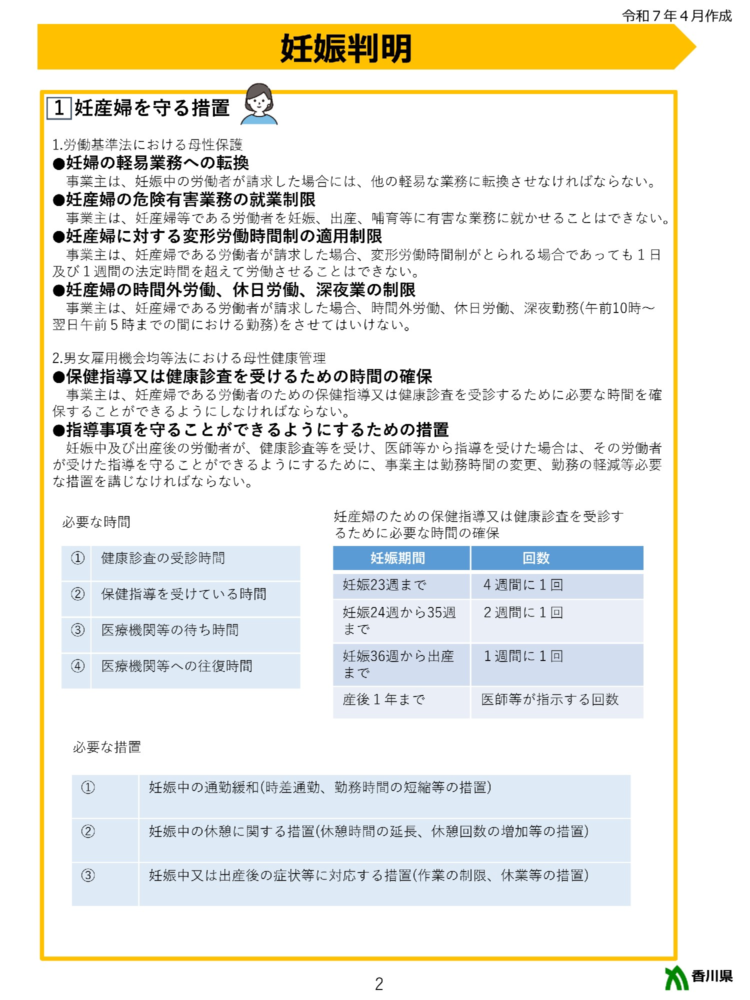 令和７年４月作成
妊娠判明
1 妊産婦を守る措置
1.労働基準法における母性保護
●妊婦の軽易業務への転換
　事業主は、妊娠中の労働者が請求した場合には、他の軽易な業務に転換させなければならない。
●妊産婦の危険有害業務の就業制限
　事業主は、妊産婦等である労働者を妊娠、出産、哺育等に有害な業務に就かせることはできない。
●妊産婦に対する変形労働時間制の適用制限
　事業主は、妊産婦である労働者が請求した場合、変形労働時間制がとられる場合であっても１日
及び１週間の法定時間を超えて労働させることはできない。
●妊産婦の時間外労働、休日労働、深夜業の制限
　事業主は、妊産婦である労働者が請求した場合、時間外労働、休日労働、深夜勤務(午前10時～
翌日午前５時までの間における勤務)をさせてはいけない。
2.男女雇用機会均等法における母性健康管理
●保健指導又は健康診査を受けるための時間の確保
　事業主は、妊産婦である労働者のための保健指導又は健康診査を受診するために必要な時間を確
保することができるようにしなければならない。
●指導事項を守ることができるようにするための措置
　妊娠中及び出産後の労働者が、健康診査等を受け、医師等から指導を受けた場合は、その労働者
が受けた指導を守ることができるようにするために、事業主は勤務時間の変更、勤務の軽減等必要
な措置を講じなければならない。
必要な時間
① 健康診査の受診時間
② 保健指導を受けている時間
③ 医療機関等の待ち時間
④ 医療機関等への往復時間
妊産婦のための保健指導又は健康診査を受診す
るために必要な時間の確保
妊娠期間 回数
妊娠23週まで ４週間に１回
妊娠24週から35週 ２週間に１回
まで
妊娠36週から出産 １週間に１回
まで
産後１年まで 医師等が指示する回数
必要な措置
① 妊娠中の通勤緩和(時差通勤、勤務時間の短縮等の措置)
② 妊娠中の休憩に関する措置(休憩時間の延長、休憩回数の増加等の措置)
③ 妊娠中又は出産後の症状等に対応する措置(作業の制限、休業等の措置)
香川県
2